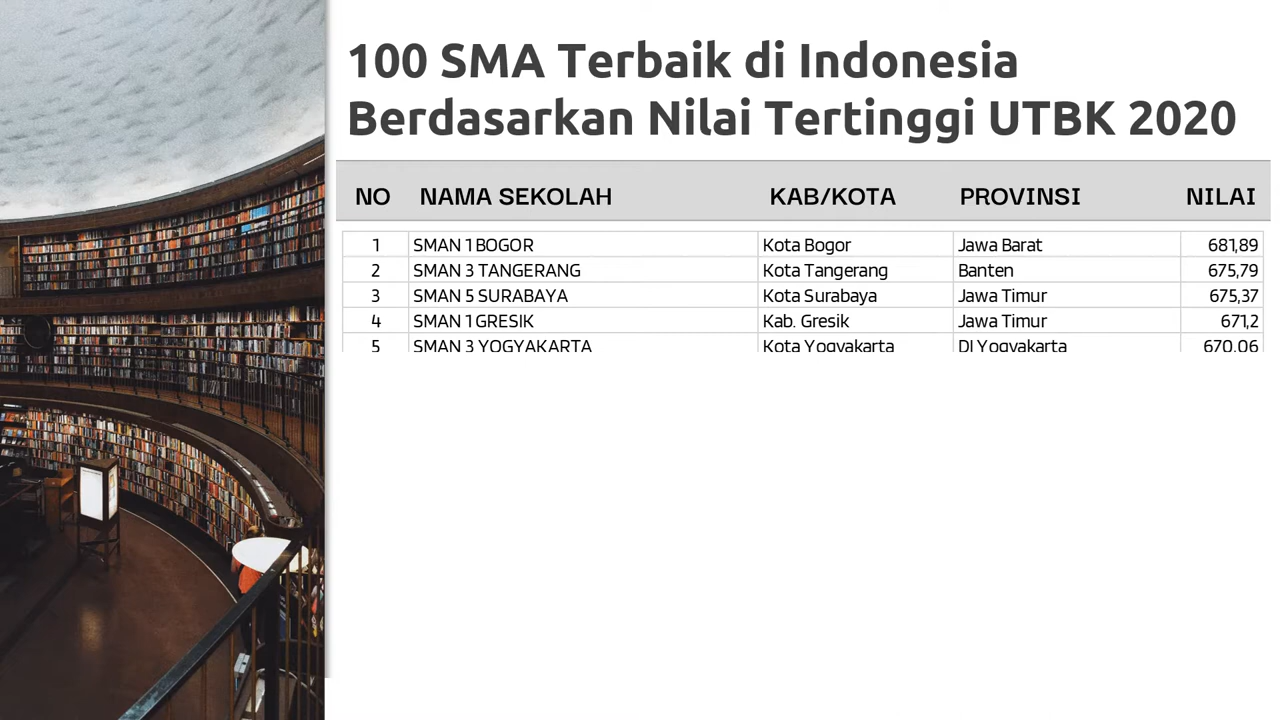 100 SMA Terbaik di Indonesia
Berdasarkan Nilai Tertinggi UTBK 2020
NO NAMA SEKOLAH KAB/KOTA PROVINSI NILAI
1 SMAN 1 BOGOR Kota Bogor Jawa Barat 681,89
2 SMAN 3 TANGERANG Kota Tangerang Banten 675,79
3 SMAN 5 SURABAYA Kota Surabaya Jawa Timur 675,37
4 SMAN 1 GRESIK Kab. Gresik Jawa Timur 671,2
5 SMAN 3 YOGYAKARTA Kota Yogyakarta DI Yogyakarta 670,06